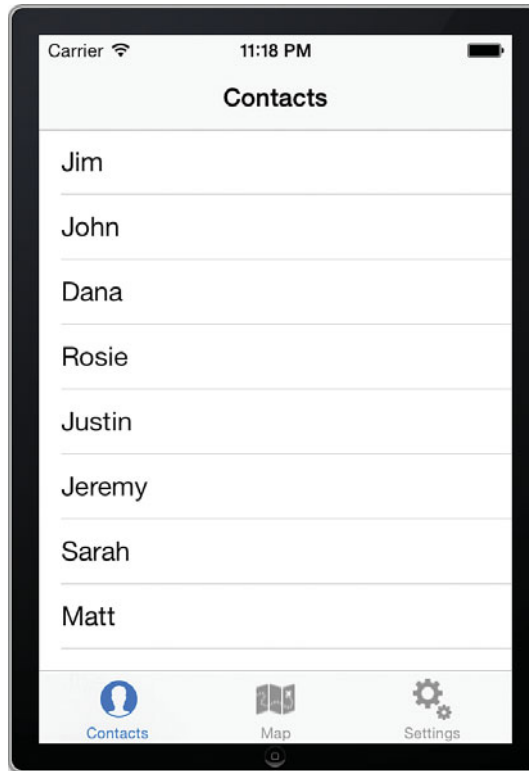 Carrier 11:18 PM
Contacts
Jim
John
Dana
Rosie
Justin
Jeremy
Sarah
Matt
Contacts Map Settings